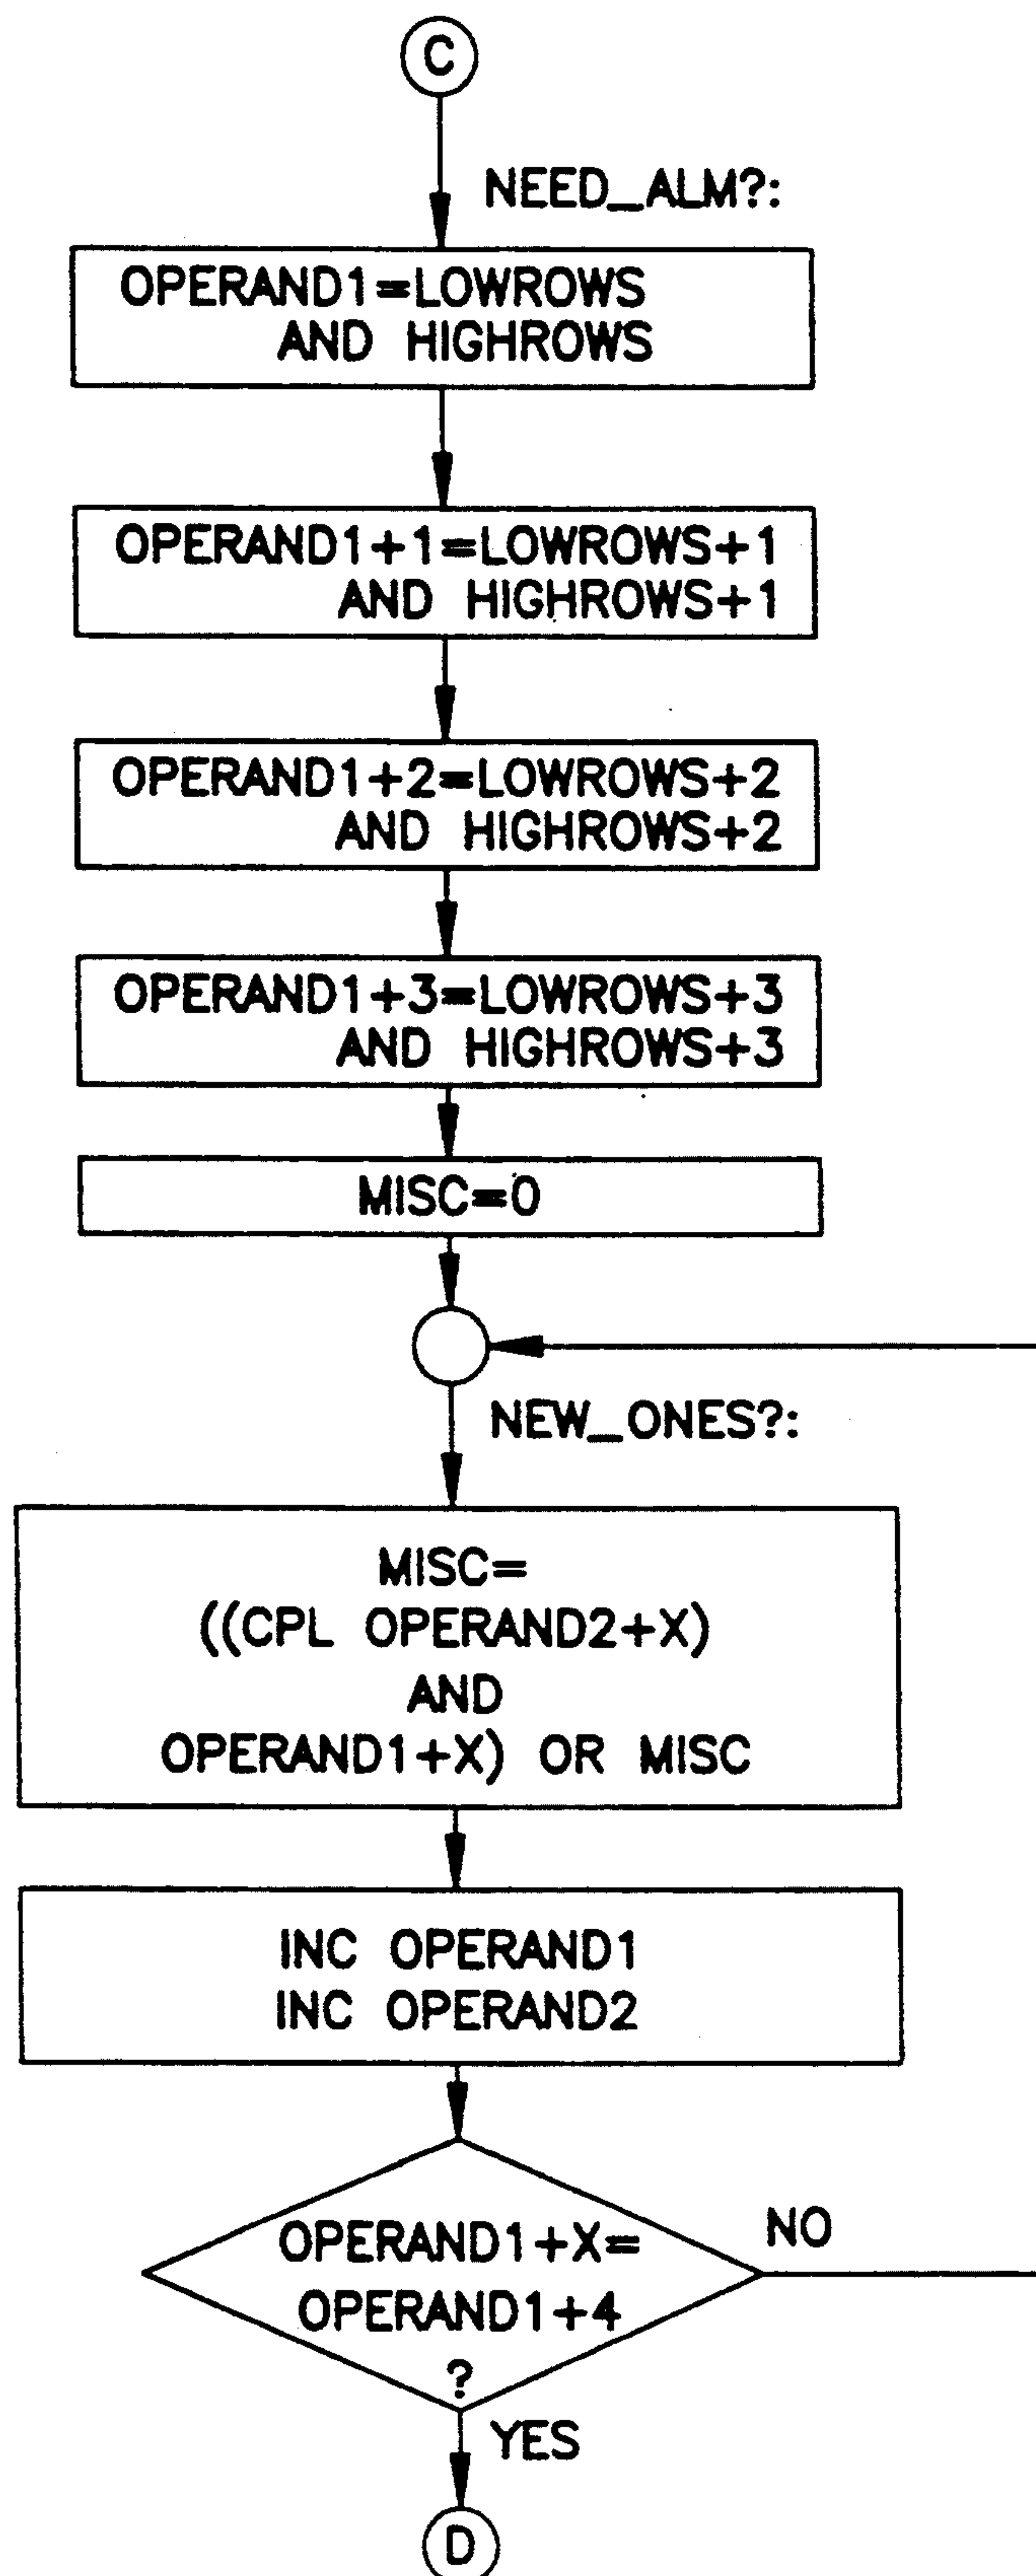 C
NEED_ALM?:
OPERAND1=LOWROWS
AND HIGHROWS
OPERAND1+1=LOWROWS+1
AND HIGHROWS+1
OPERAND1+2=LOWROWS+2
AND HIGHROWS+2
OPERAND1+3=LOWROWS+3
AND HIGHROWS+3
MISC=0
NEW_ONES?:
MISC=
((CPL OPERAND2+X)
AND
OPERAND1+X) OR MISC
INC OPERAND1
INC OPERAND2
NO
OPERAND1+X=
OPERAND1+4
?
YES
D